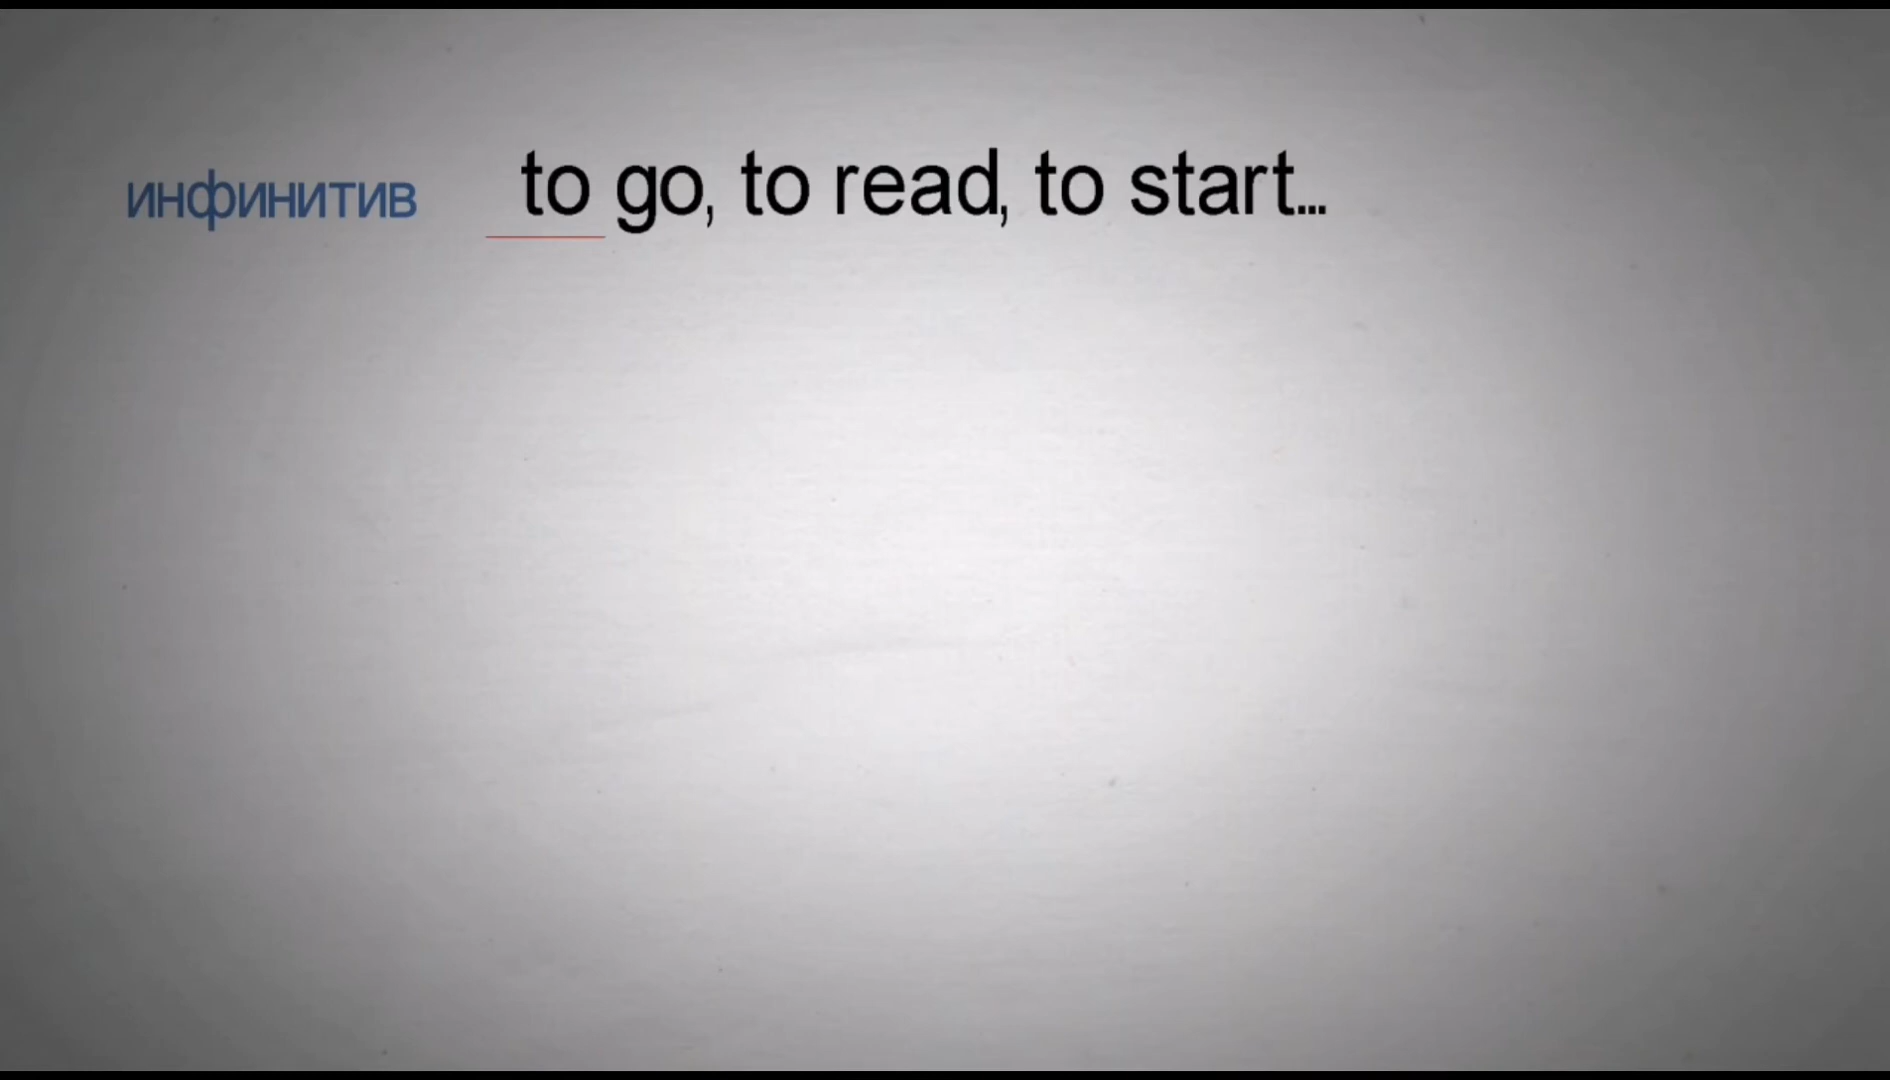 инфинитив to go, to read, to start...